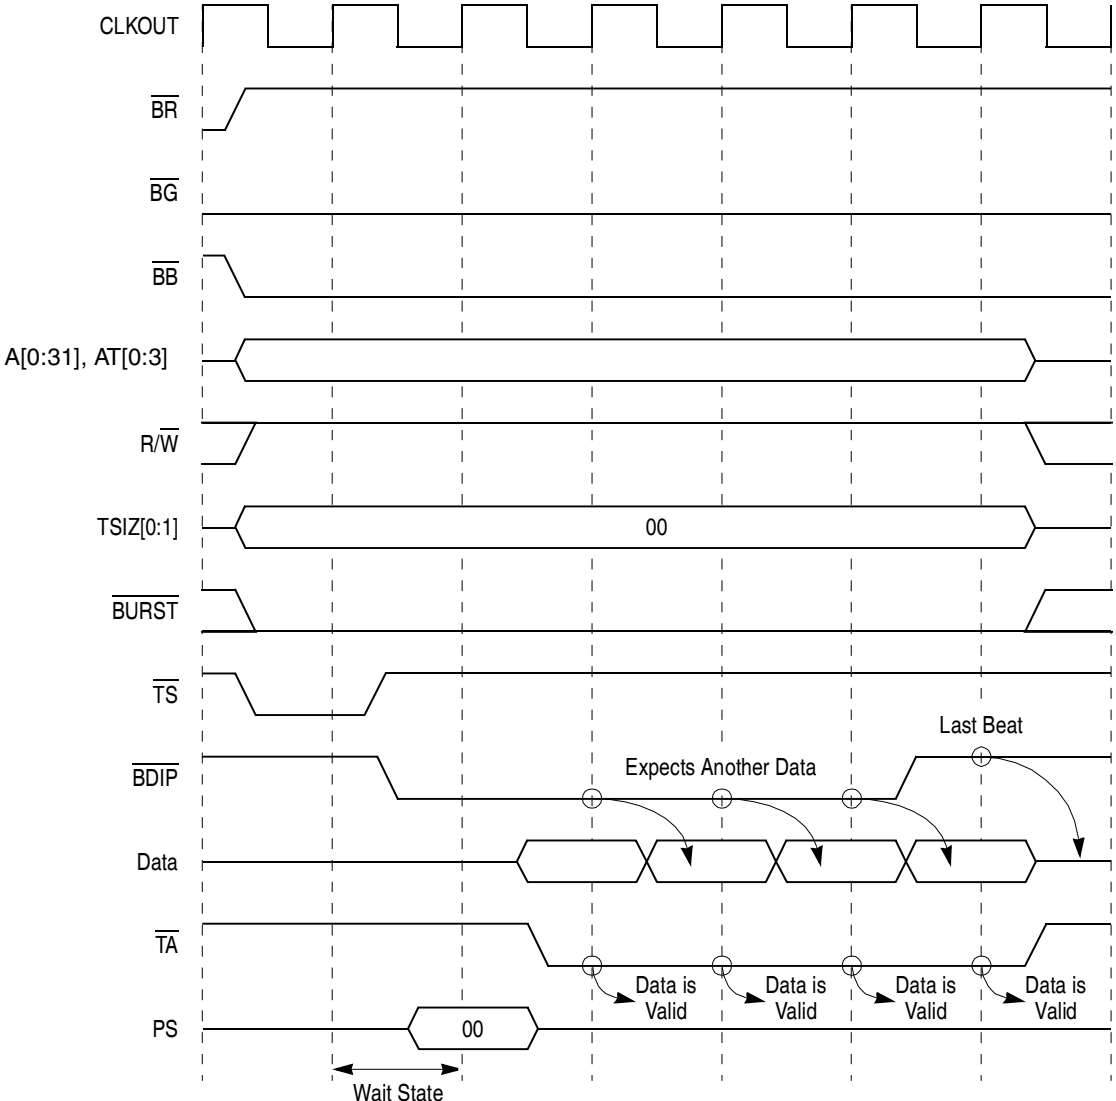 CLKOUT
BR
BG
BB
A[0:31], AT[0:3]
R/W
TSIZ[0:1]
00
BURST
TS
Last Beat
BDIP
Expects Another Data
Data
TA
Data is
Valid
Data is
Valid
Data is
Valid
Data is
Valid
PS
00
Wait State